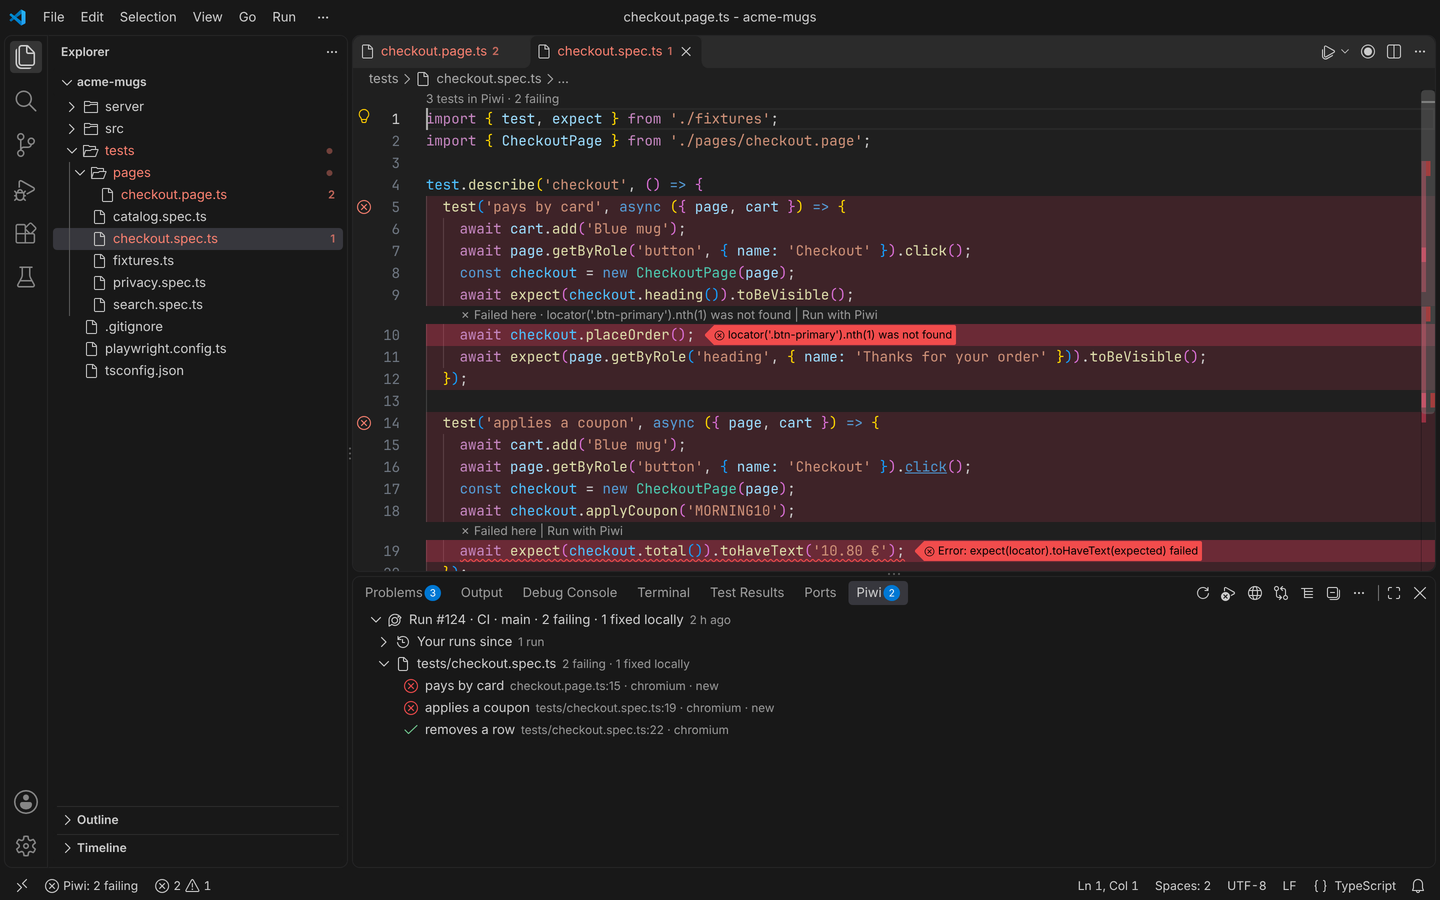 File Edit Selection View Go Run ···
checkout.page.ts - acme-mugs
Explorer ···
acme-mugs
server
src
tests
pages
checkout.page.ts 2
catalog.spec.ts
checkout.spec.ts 1
fixtures.ts
privacy.spec.ts
search.spec.ts
.gitignore
playwright.config.ts
tsconfig.json
Outline
Timeline
checkout.page.ts 2
checkout.spec.ts 1
tests > checkout.spec.ts > ...
3 tests in Piwi · 2 failing
1 import { test, expect } from './fixtures';
2 import { CheckoutPage } from './pages/checkout.page';
3
4 test.describe('checkout', () => {
5 test('pays by card', async ({ page, cart }) => {
6 await cart.add('Blue mug');
7 await page.getByRole('button', { name: 'Checkout' }).click();
8 const checkout = new CheckoutPage(page);
9 await expect(checkout.heading()).toBeVisible();
× Failed here · locator('.btn-primary').nth(1) was not found | Run with Piwi
10 await checkout.placeOrder(); locator('.btn-primary').nth(1) was not found
11 await expect(page.getByRole('heading', { name: 'Thanks for your order' })).toBeVisible();
12 });
13
14 test('applies a coupon', async ({ page, cart }) => {
15 await cart.add('Blue mug');
16 await page.getByRole('button', { name: 'Checkout' }).click();
17 const checkout = new CheckoutPage(page);
18 await checkout.applyCoupon('MORNING10');
× Failed here | Run with Piwi
19 await expect(checkout.total()).toHaveText('10.80 €'); Error: expect(locator).toHaveText(expected) failed
20 });
Problems 3 Output Debug Console Terminal Test Results Ports Piwi 2
Run #124 · CI · main · 2 failing · 1 fixed locally 2 h ago
Your runs since 1 run
tests/checkout.spec.ts 2 failing · 1 fixed locally
pays by card checkout.page.ts:15 · chromium · new
applies a coupon tests/checkout.spec.ts:19 · chromium · new
removes a row tests/checkout.spec.ts:22 · chromium
Piwi: 2 failing 2 1
Ln 1, Col 1 Spaces: 2 UTF-8 LF { } TypeScript